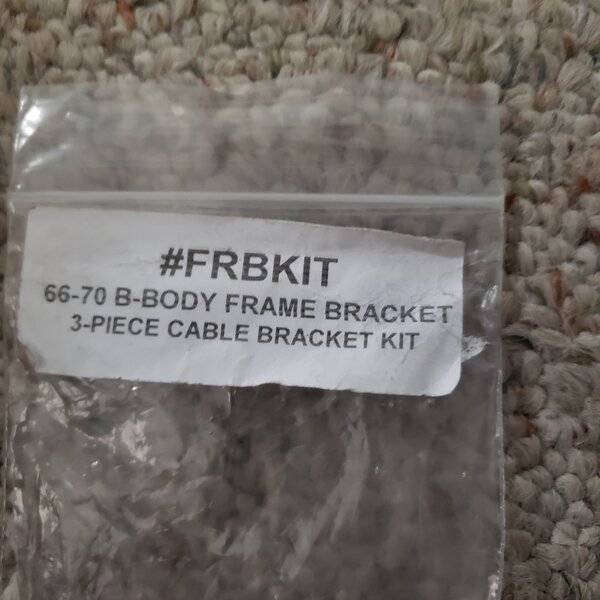 #FRBKIT
66-70 B-BODY FRAME BRACKET
3-PIECE CABLE BRACKET KIT